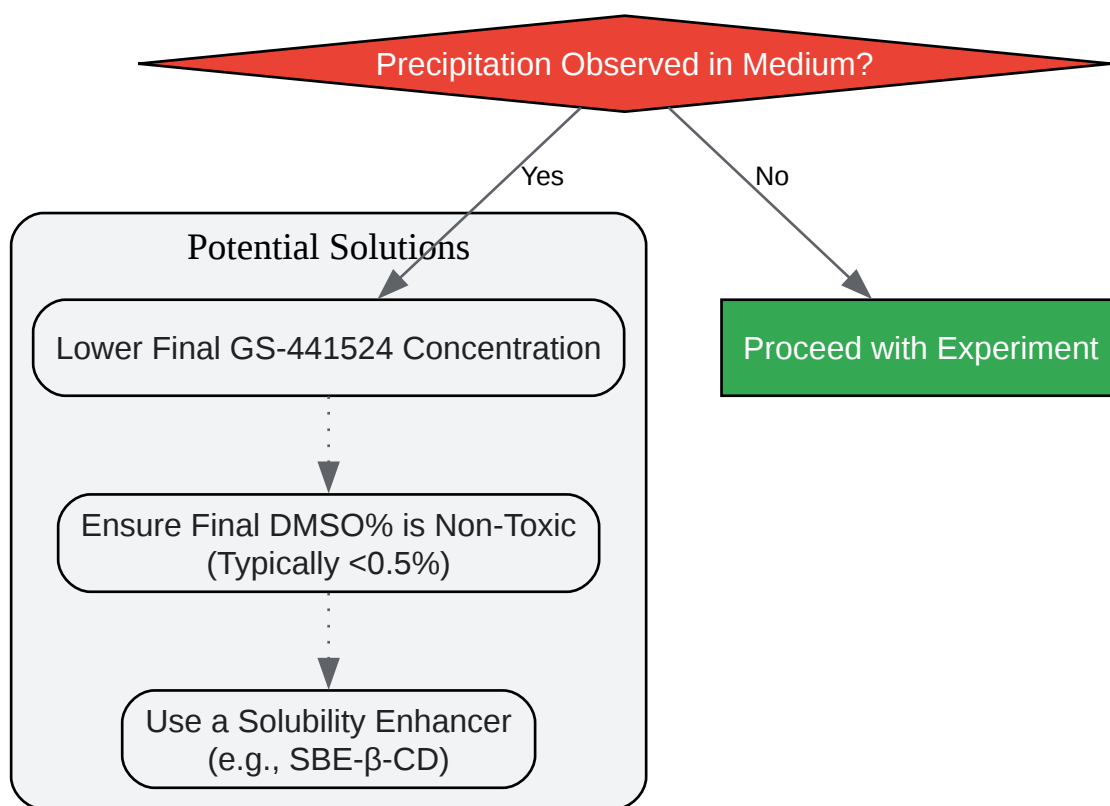 Precipitation Observed in Medium?
Yes
No
Potential Solutions
Lower Final GS-441524 Concentration
Proceed with Experiment
Ensure Final DMSO% is Non-Toxic
(Typically <0.5%)
Use a Solubility Enhancer
(e.g., SBE-β-CD)